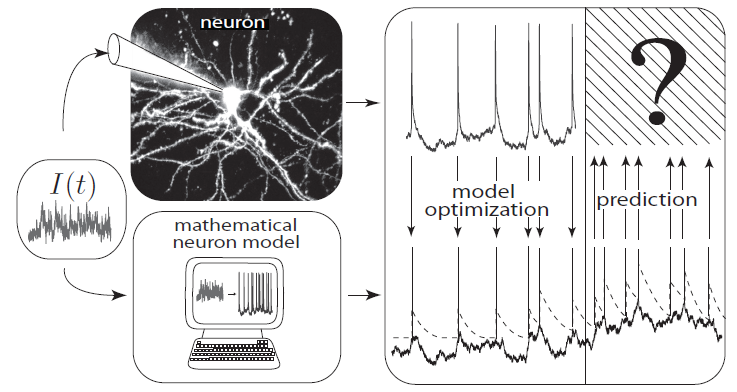 neuron
I(t)
mathematical
neuron model
model
optimization
?
prediction